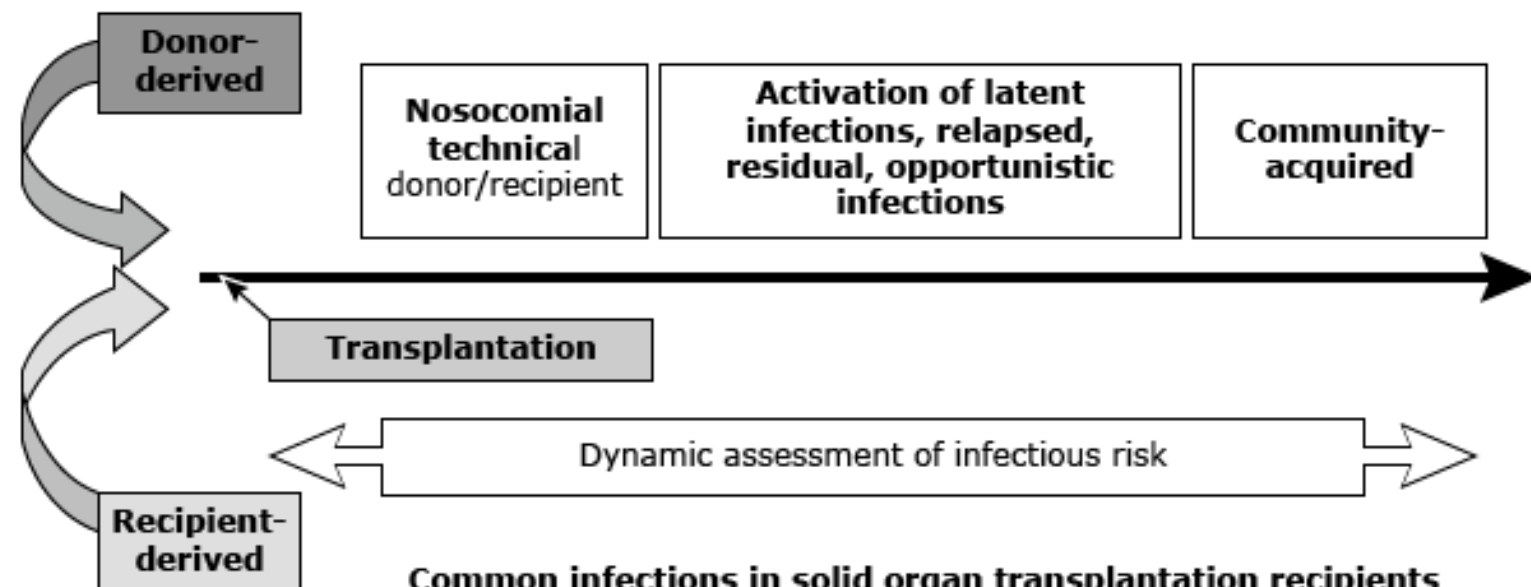 Donor-
derived
Nosocomial
technical
donor/recipient
Activation of latent
infections, relapsed,
residual, opportunistic
infections
Community-
acquired
Transplantation
Dynamic assessment of infectious risk
Recipient-
derived
Common infections in solid organ transplantation recipients